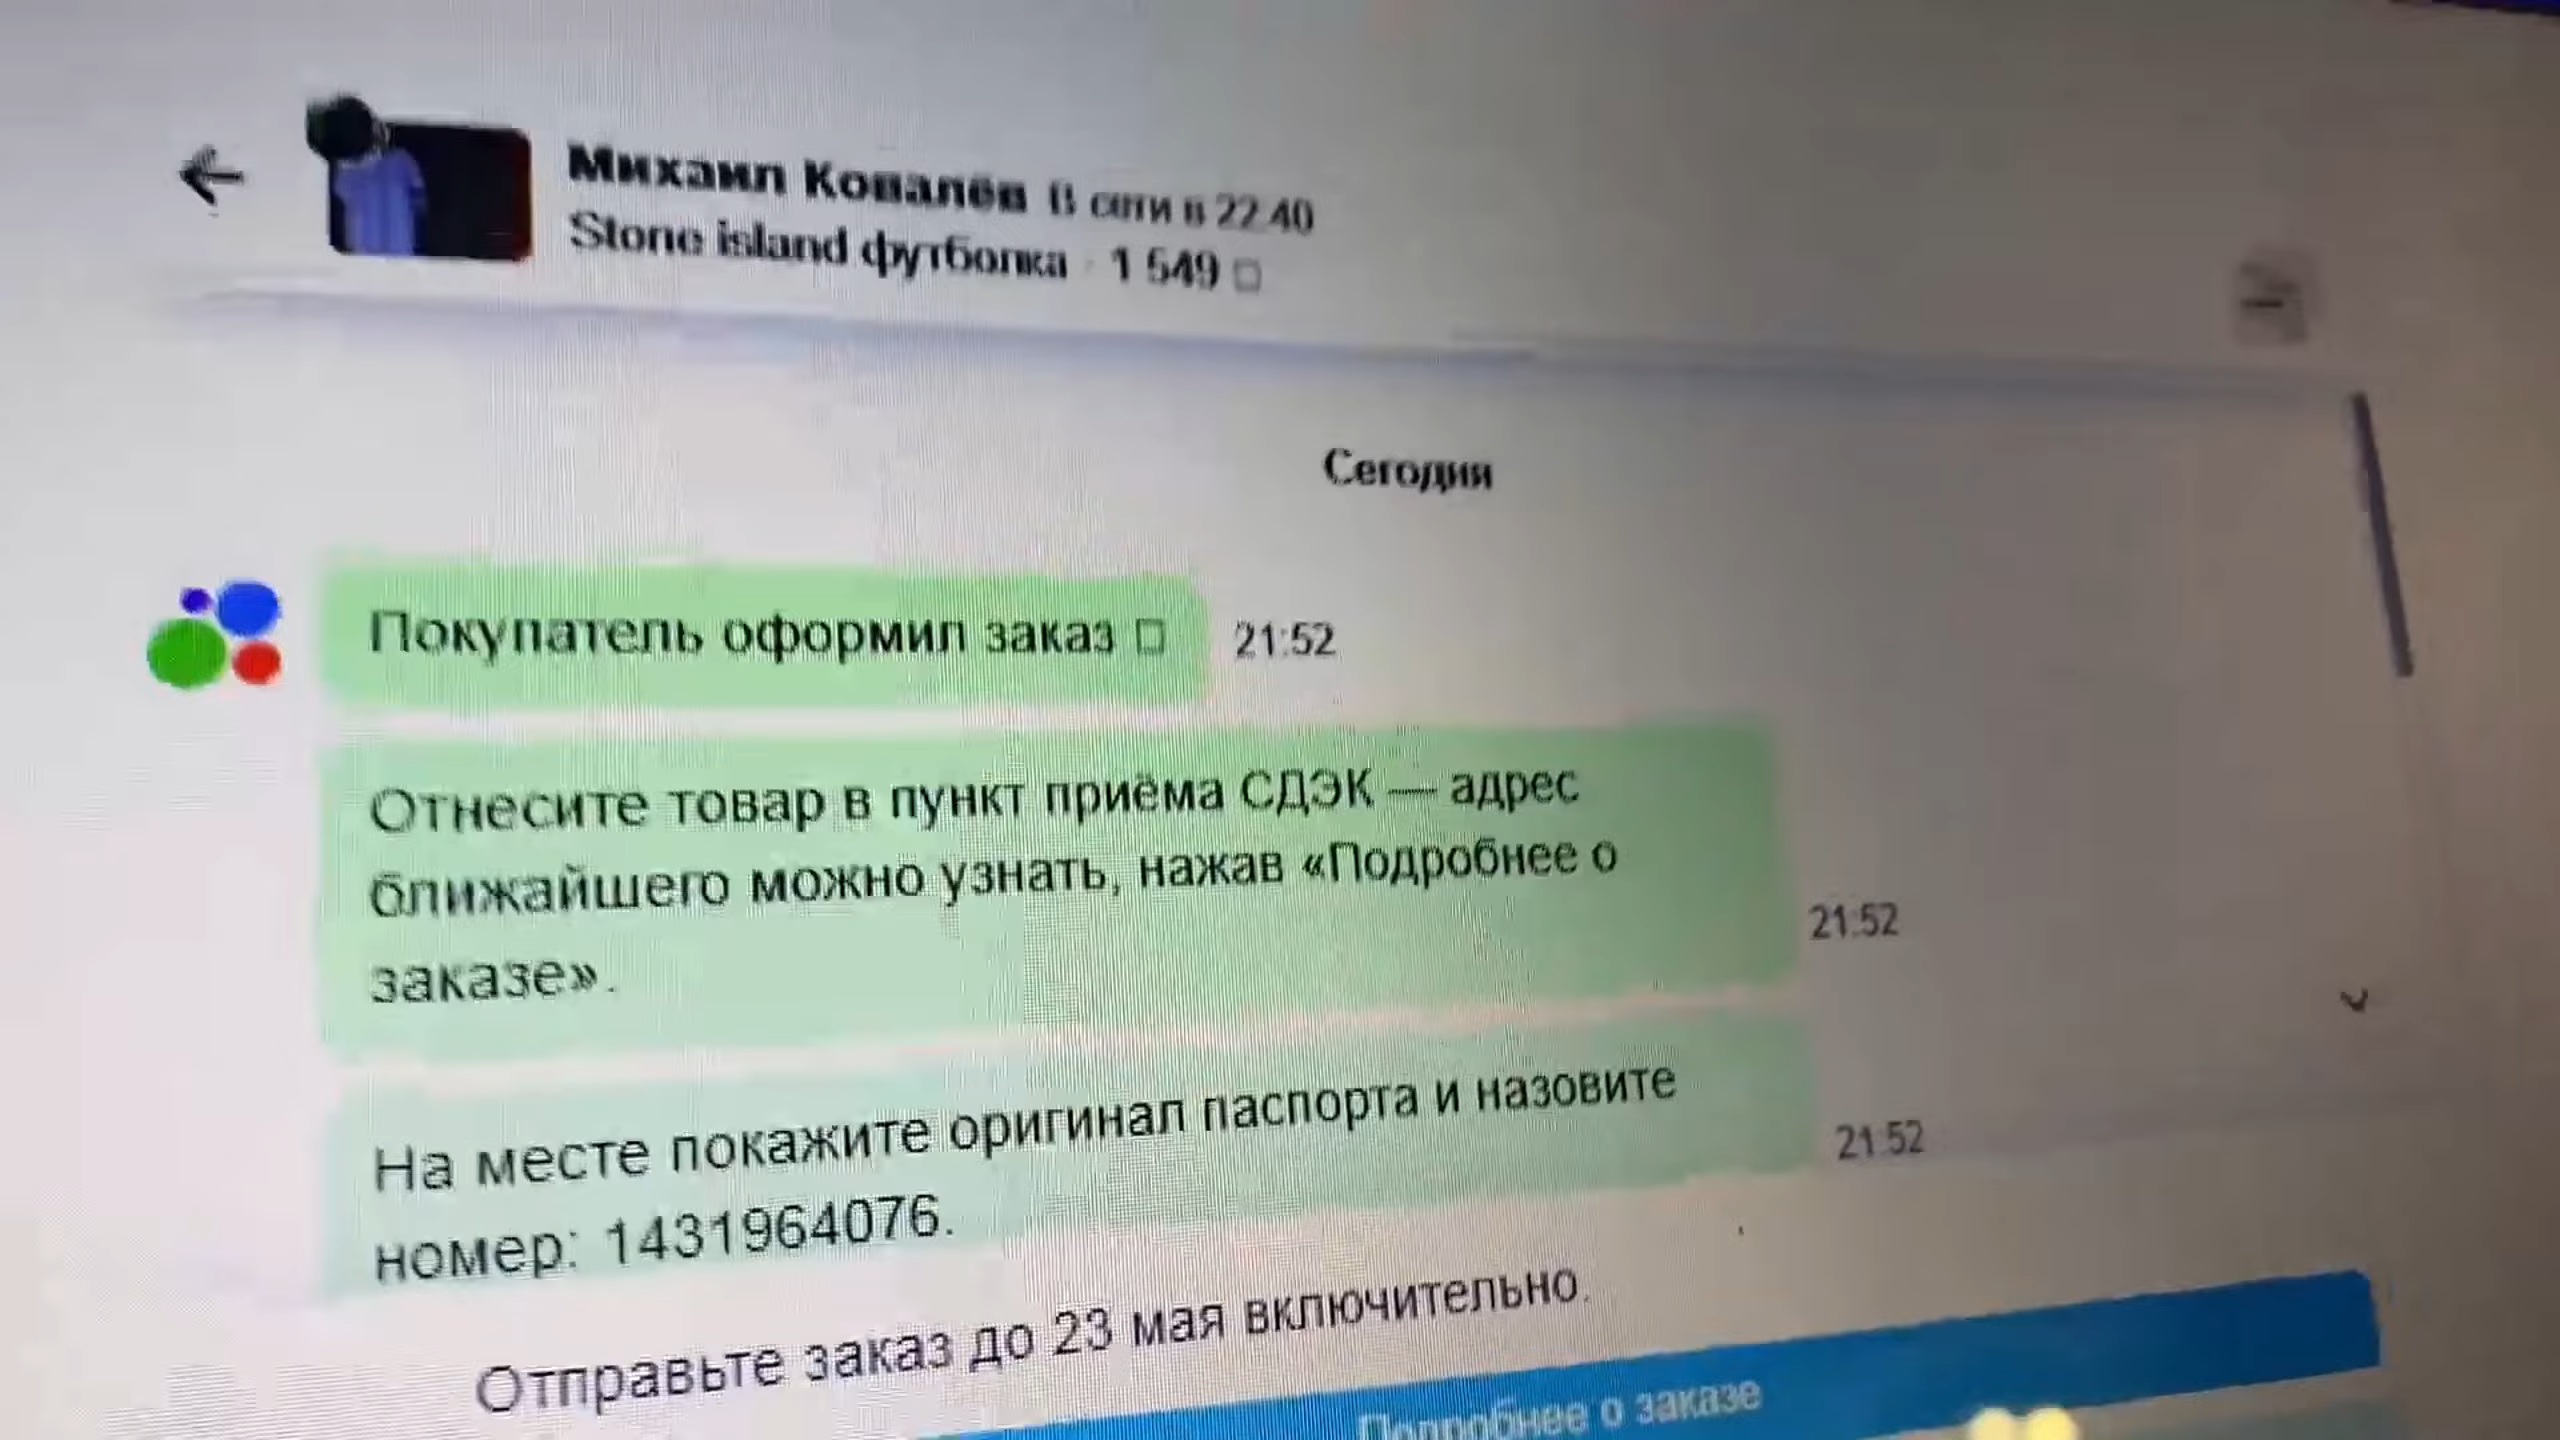 Михаил Ковалёв В сети в 22:40
Stone island футболка · 1 549
Сегодня
Покупатель оформил заказ
21:52
Отнесите товар в пункт приёма СДЭК — адрес
ближайшего можно узнать, нажав «Подробнее о
заказе».
21:52
На месте покажите оригинал паспорта и назовите
номер: 1431964076.
21:52
Отправьте заказ до 23 мая включительно.
Подробнее о заказе